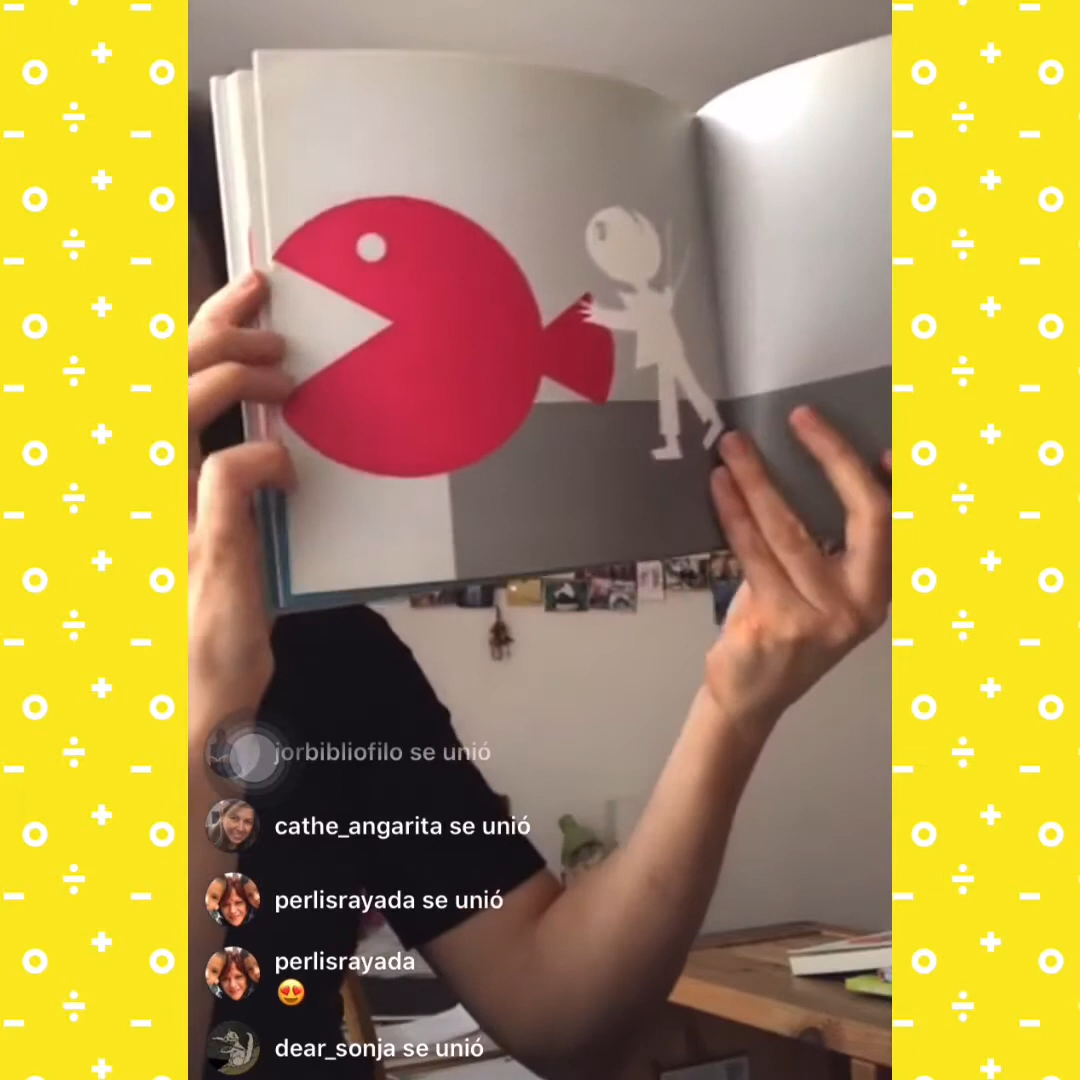 jorbibliofilo se unió
cathe_angarita se unió
perlisrayada se unió
perlisrayada
😍
dear_sonja se unió